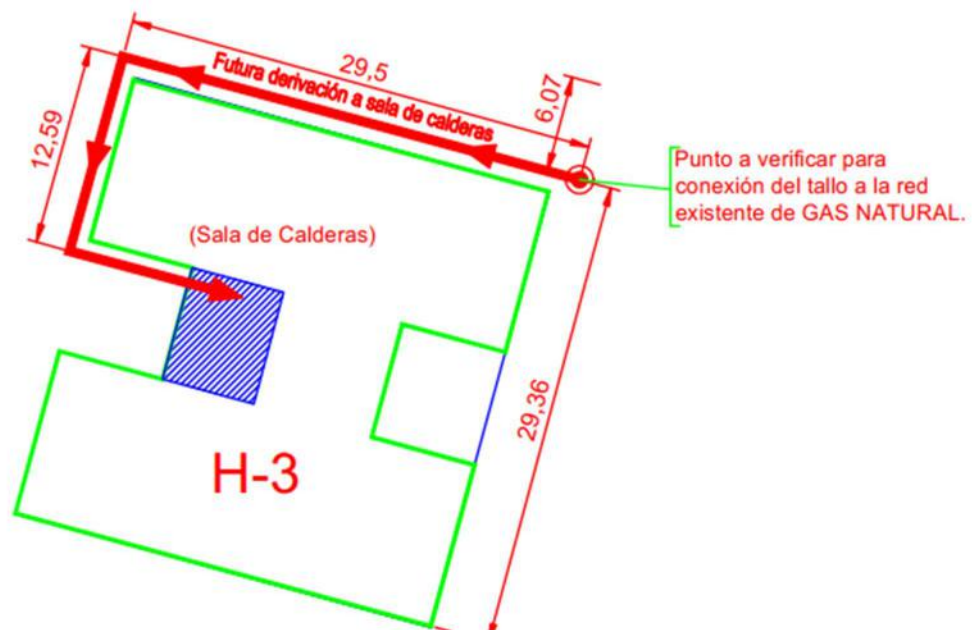 29,5
Futura derivación a sala de calderas
6,07
12,59
Punto a verificar para
conexión del tallo a la red
existente de GAS NATURAL.
(Sala de Calderas)
29,36
H-3